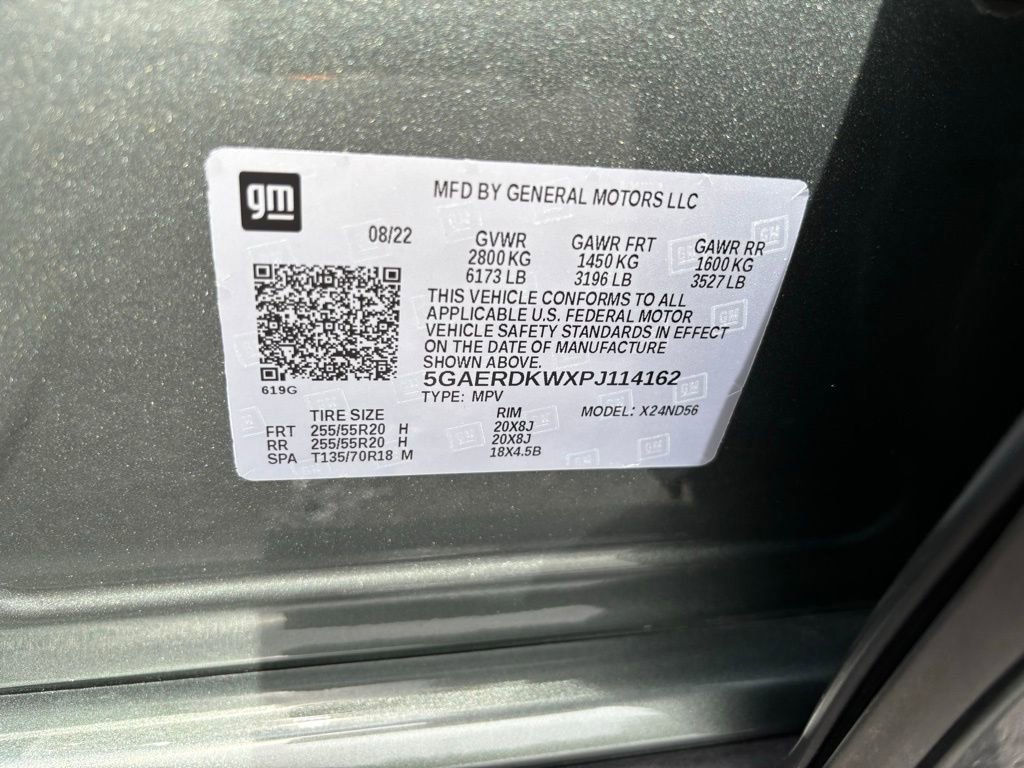 gm
MFD BY GENERAL MOTORS LLC
08/22
GVWR GAWR FRT GAWR RR
2800 KG 1450 KG 1600 KG
6173 LB 3196 LB 3527 LB
THIS VEHICLE CONFORMS TO ALL
APPLICABLE U.S. FEDERAL MOTOR
VEHICLE SAFETY STANDARDS IN EFFECT
ON THE DATE OF MANUFACTURE
SHOWN ABOVE.
5GAERDKWXPJ114162
619G
TYPE: MPV
TIRE SIZE RIM MODEL: X24ND56
FRT 255/55R20 H 20X8J
RR 255/55R20 H 20X8J
SPA T135/70R18 M 18X4.5B